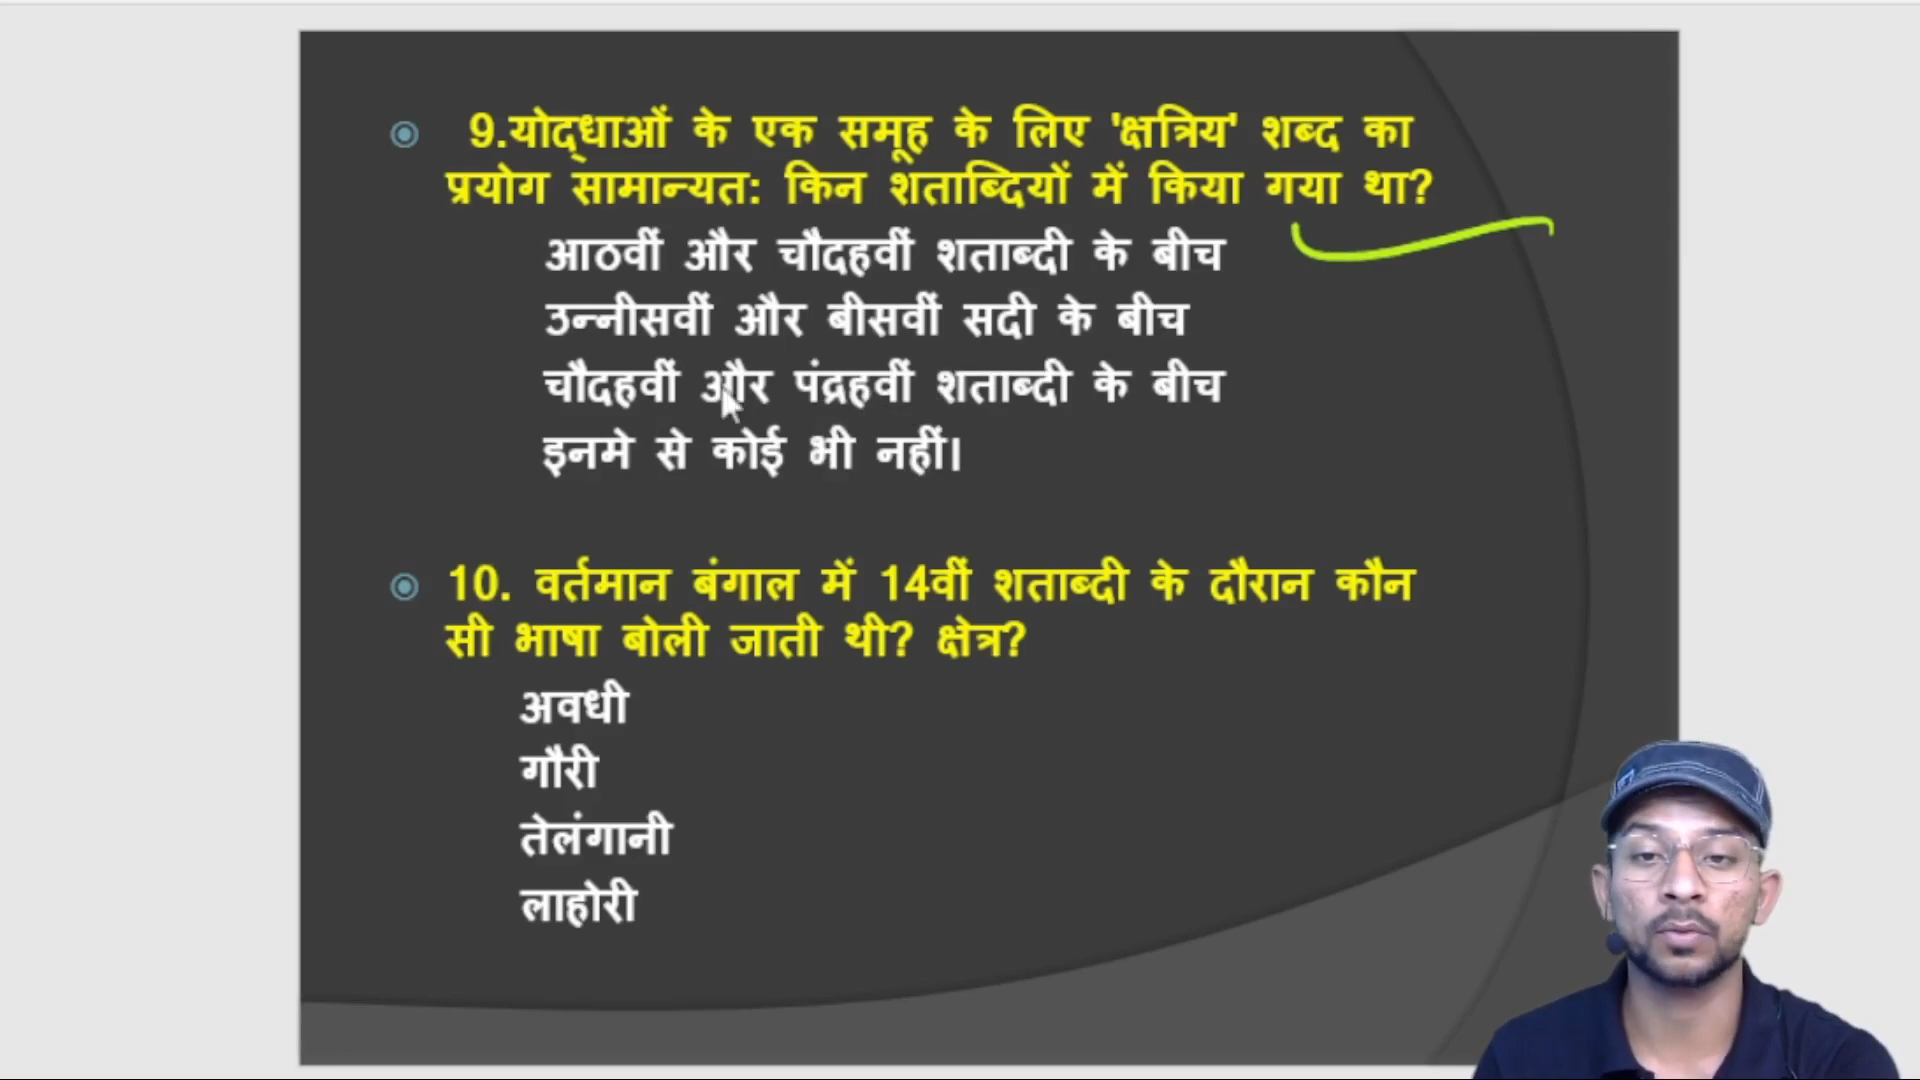 9.योद्धाओं के एक समूह के लिए 'क्षत्रिय' शब्द का
प्रयोग सामान्यत: किन शताब्दियों में किया गया था?
आठवीं और चौदहवीं शताब्दी के बीच
उन्नीसवीं और बीसवीं सदी के बीच
चौदहवीं और पंद्रहवीं शताब्दी के बीच
इनमे से कोई भी नहीं।
10. वर्तमान बंगाल में 14वीं शताब्दी के दौरान कौन
सी भाषा बोली जाती थी? क्षेत्र?
अवधी
गौरी
तेलंगानी
लाहोरी